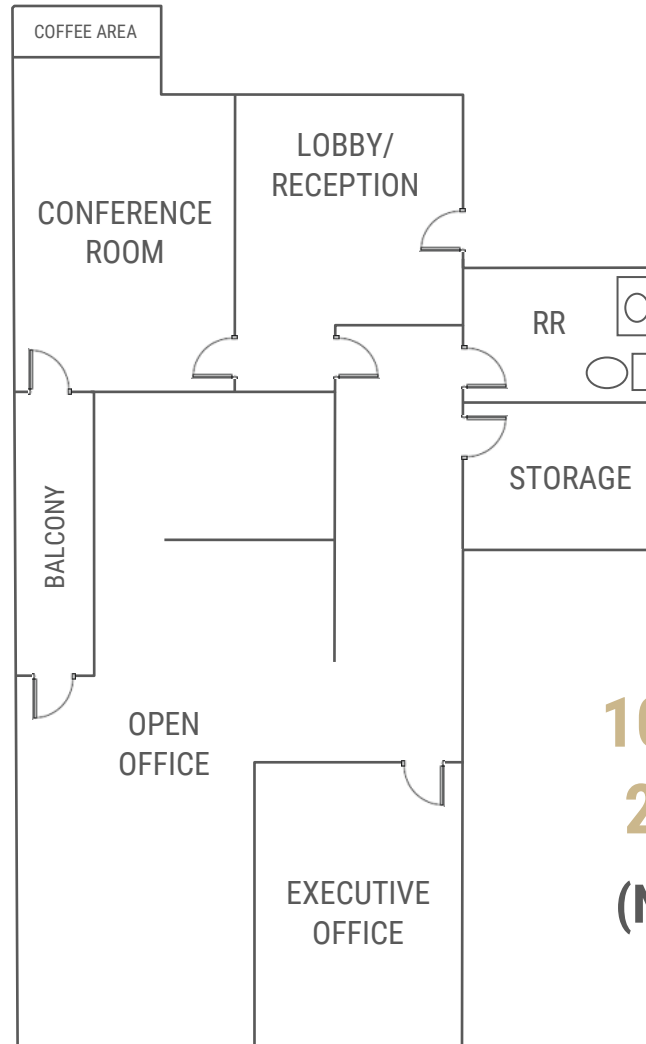 COFFEE AREA
LOBBY/
RECEPTION
CONFERENCE
ROOM
RR
STORAGE
BALCONY
OPEN
OFFICE
EXECUTIVE
OFFICE